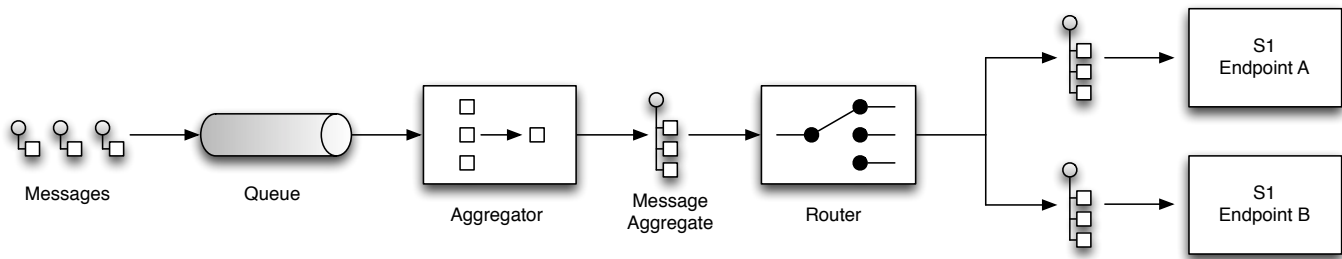 Messages
Queue
Aggregator
Message
Aggregate
Router
S1
Endpoint A
S1
Endpoint B